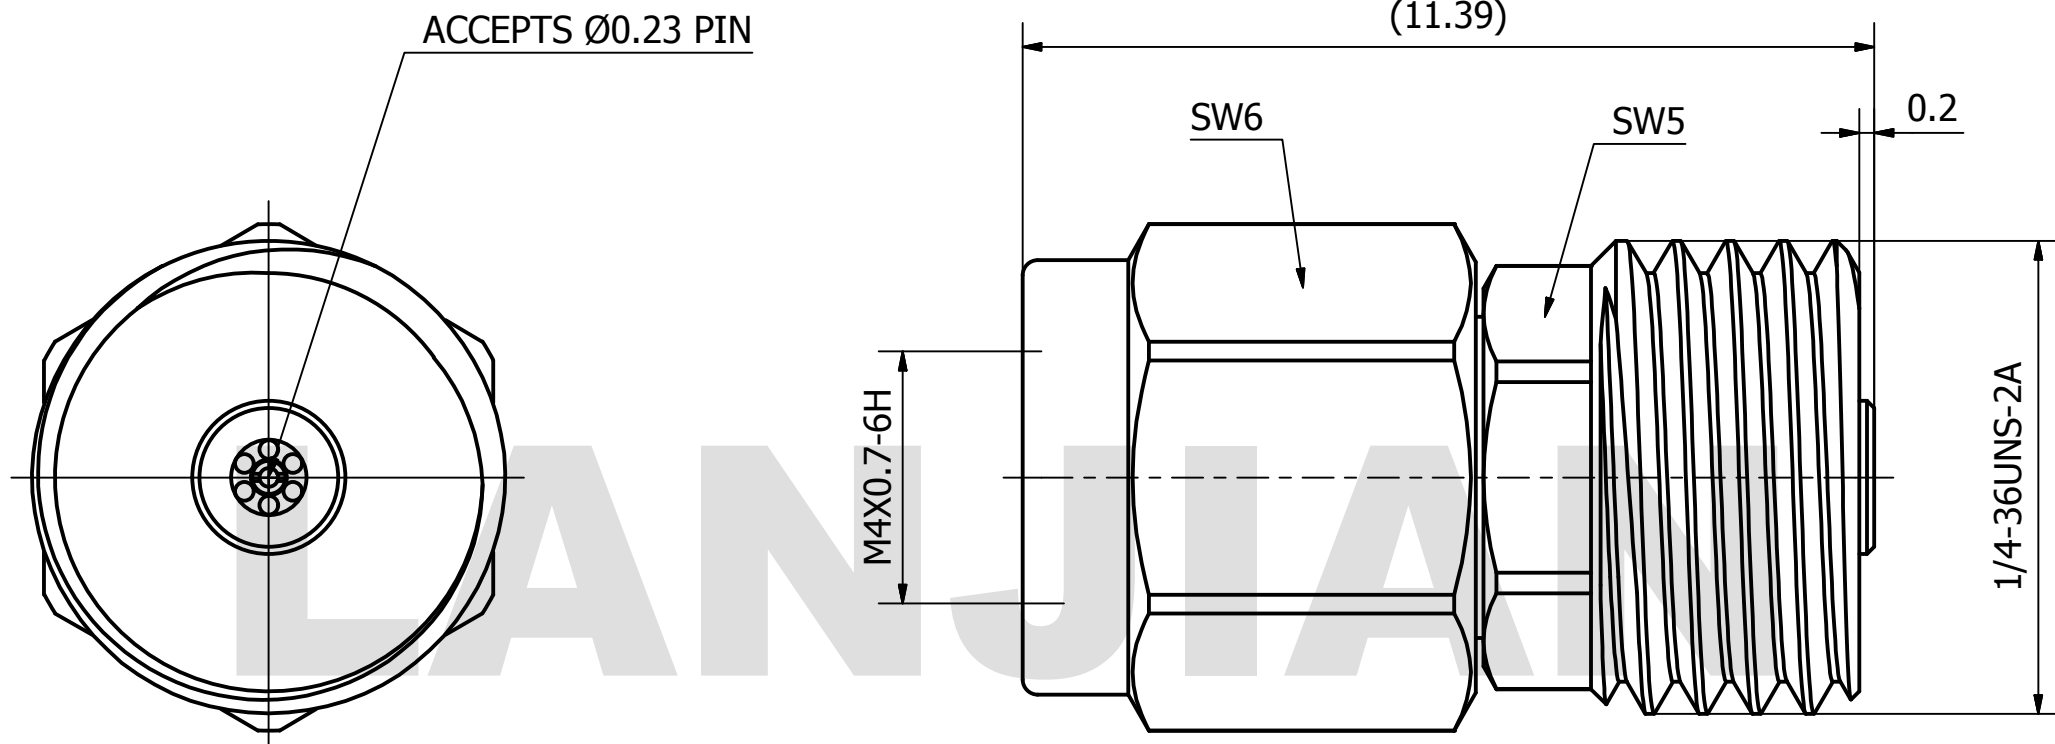 ACCEPTS Ø0.23 PIN
(11.39)
SW6
SW5
0.2
M4X0.7-6H
1/4-36UNS-2A
LANJIAN